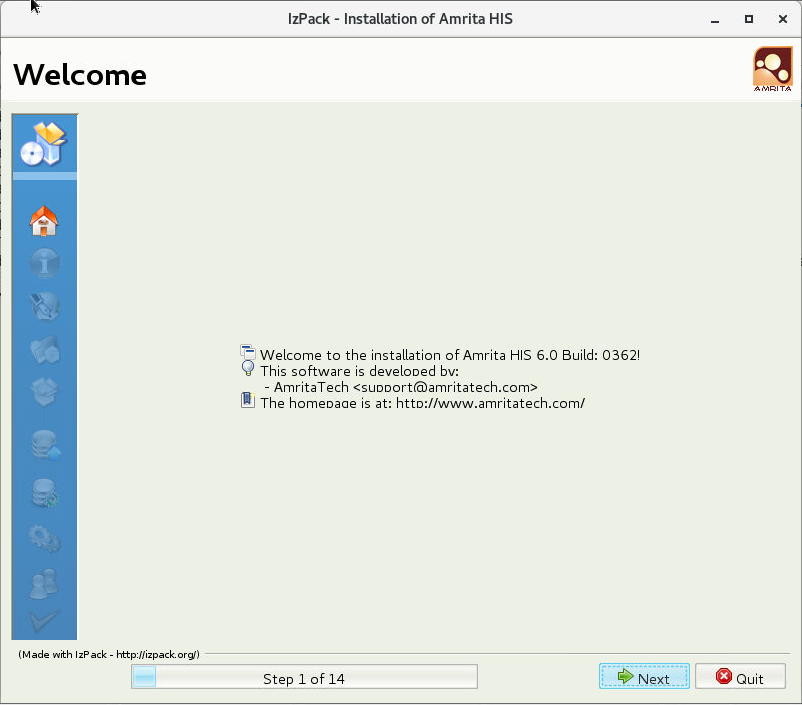 IzPack - Installation of Amrita HIS
Welcome
AMRITA
Welcome to the installation of Amrita HIS 6.0 Build: 0362!
This software is developed by:
- AmritaTech <support@amritatech.com>
The homepage is at: http://www.amritatech.com/
(Made with IzPack - http://izpack.org/)
Step 1 of 14
Next
Quit